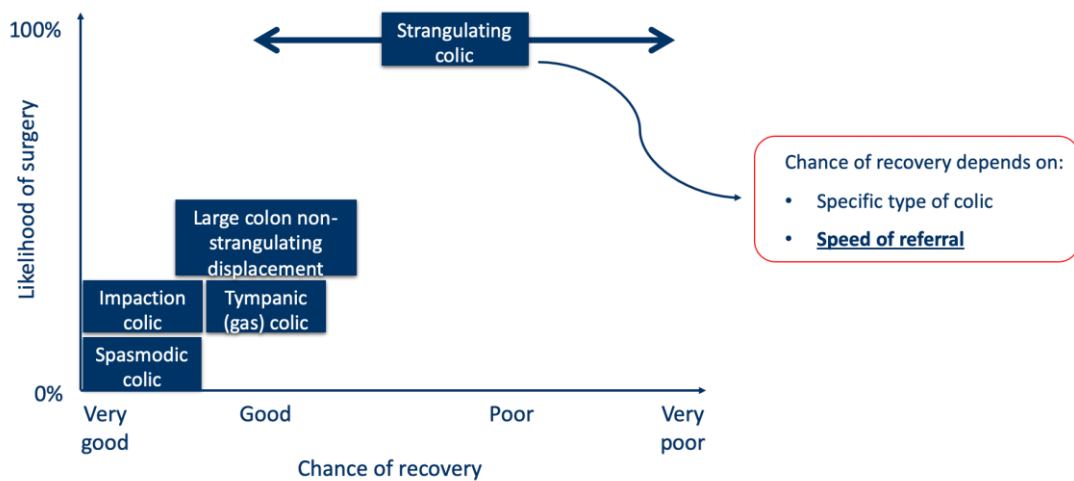 100%
Likelihood of surgery
0%
Strangulating
colic
Large colon non-
strangulating
displacement
Impaction
colic
Tympanic
(gas) colic
Spasmodic
colic
Very
good
Good
Poor
Very
poor
Chance of recovery
Chance of recovery depends on:
• Specific type of colic
• Speed of referral